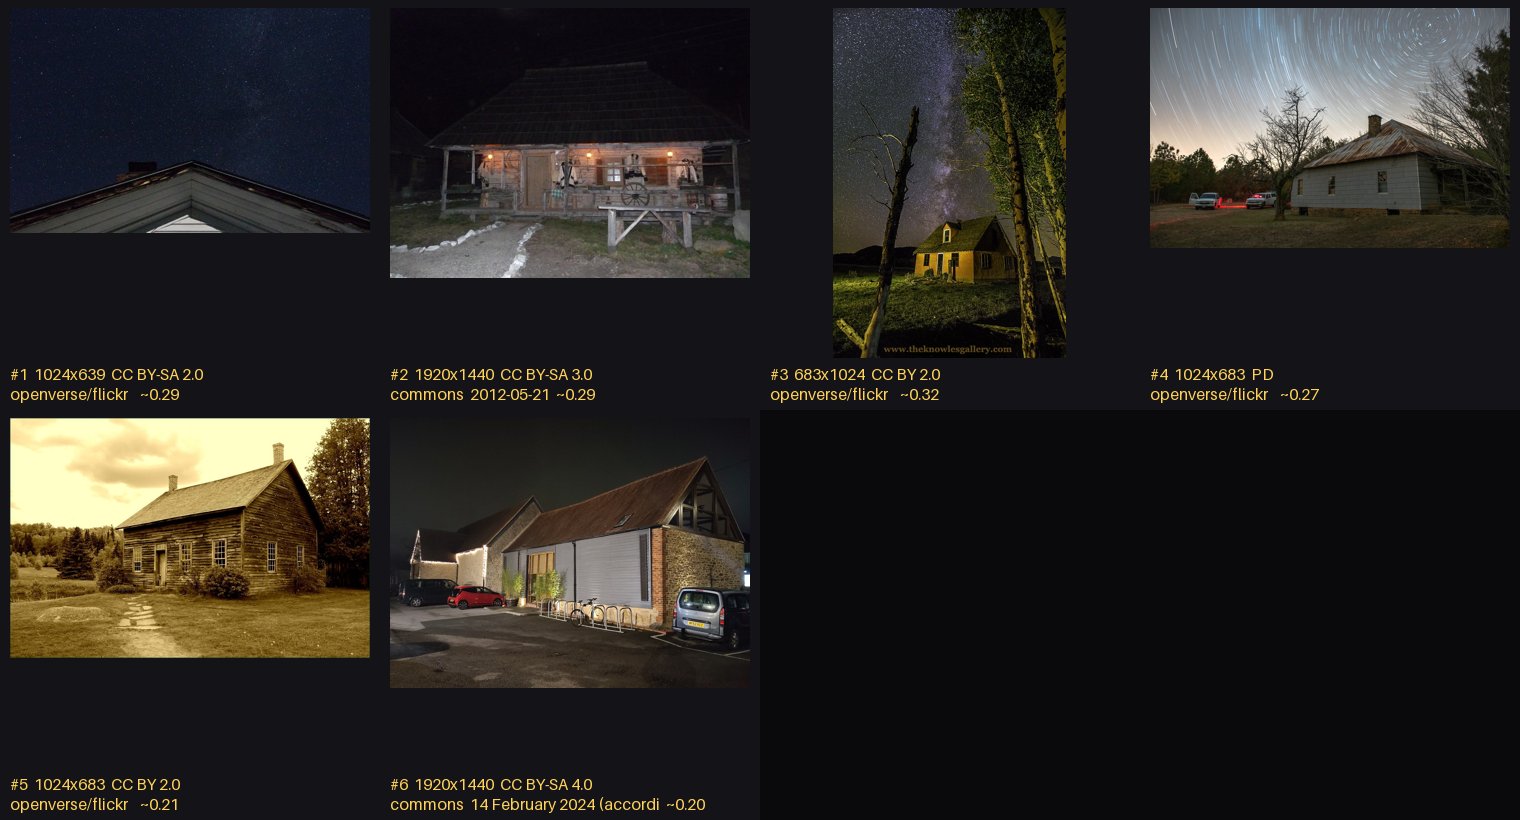 www.theknowlesgallery.com
#1 1024x639 CC BY-SA 2.0
openverse/flickr ~0.29
#2 1920x1440 CC BY-SA 3.0
commons 2012-05-21 ~0.29
#3 683x1024 CC BY 2.0
openverse/flickr ~0.32
#4 1024x683 PD
openverse/flickr ~0.27
#5 1024x683 CC BY 2.0
openverse/flickr ~0.21
#6 1920x1440 CC BY-SA 4.0
commons 14 February 2024 (accordi ~0.20